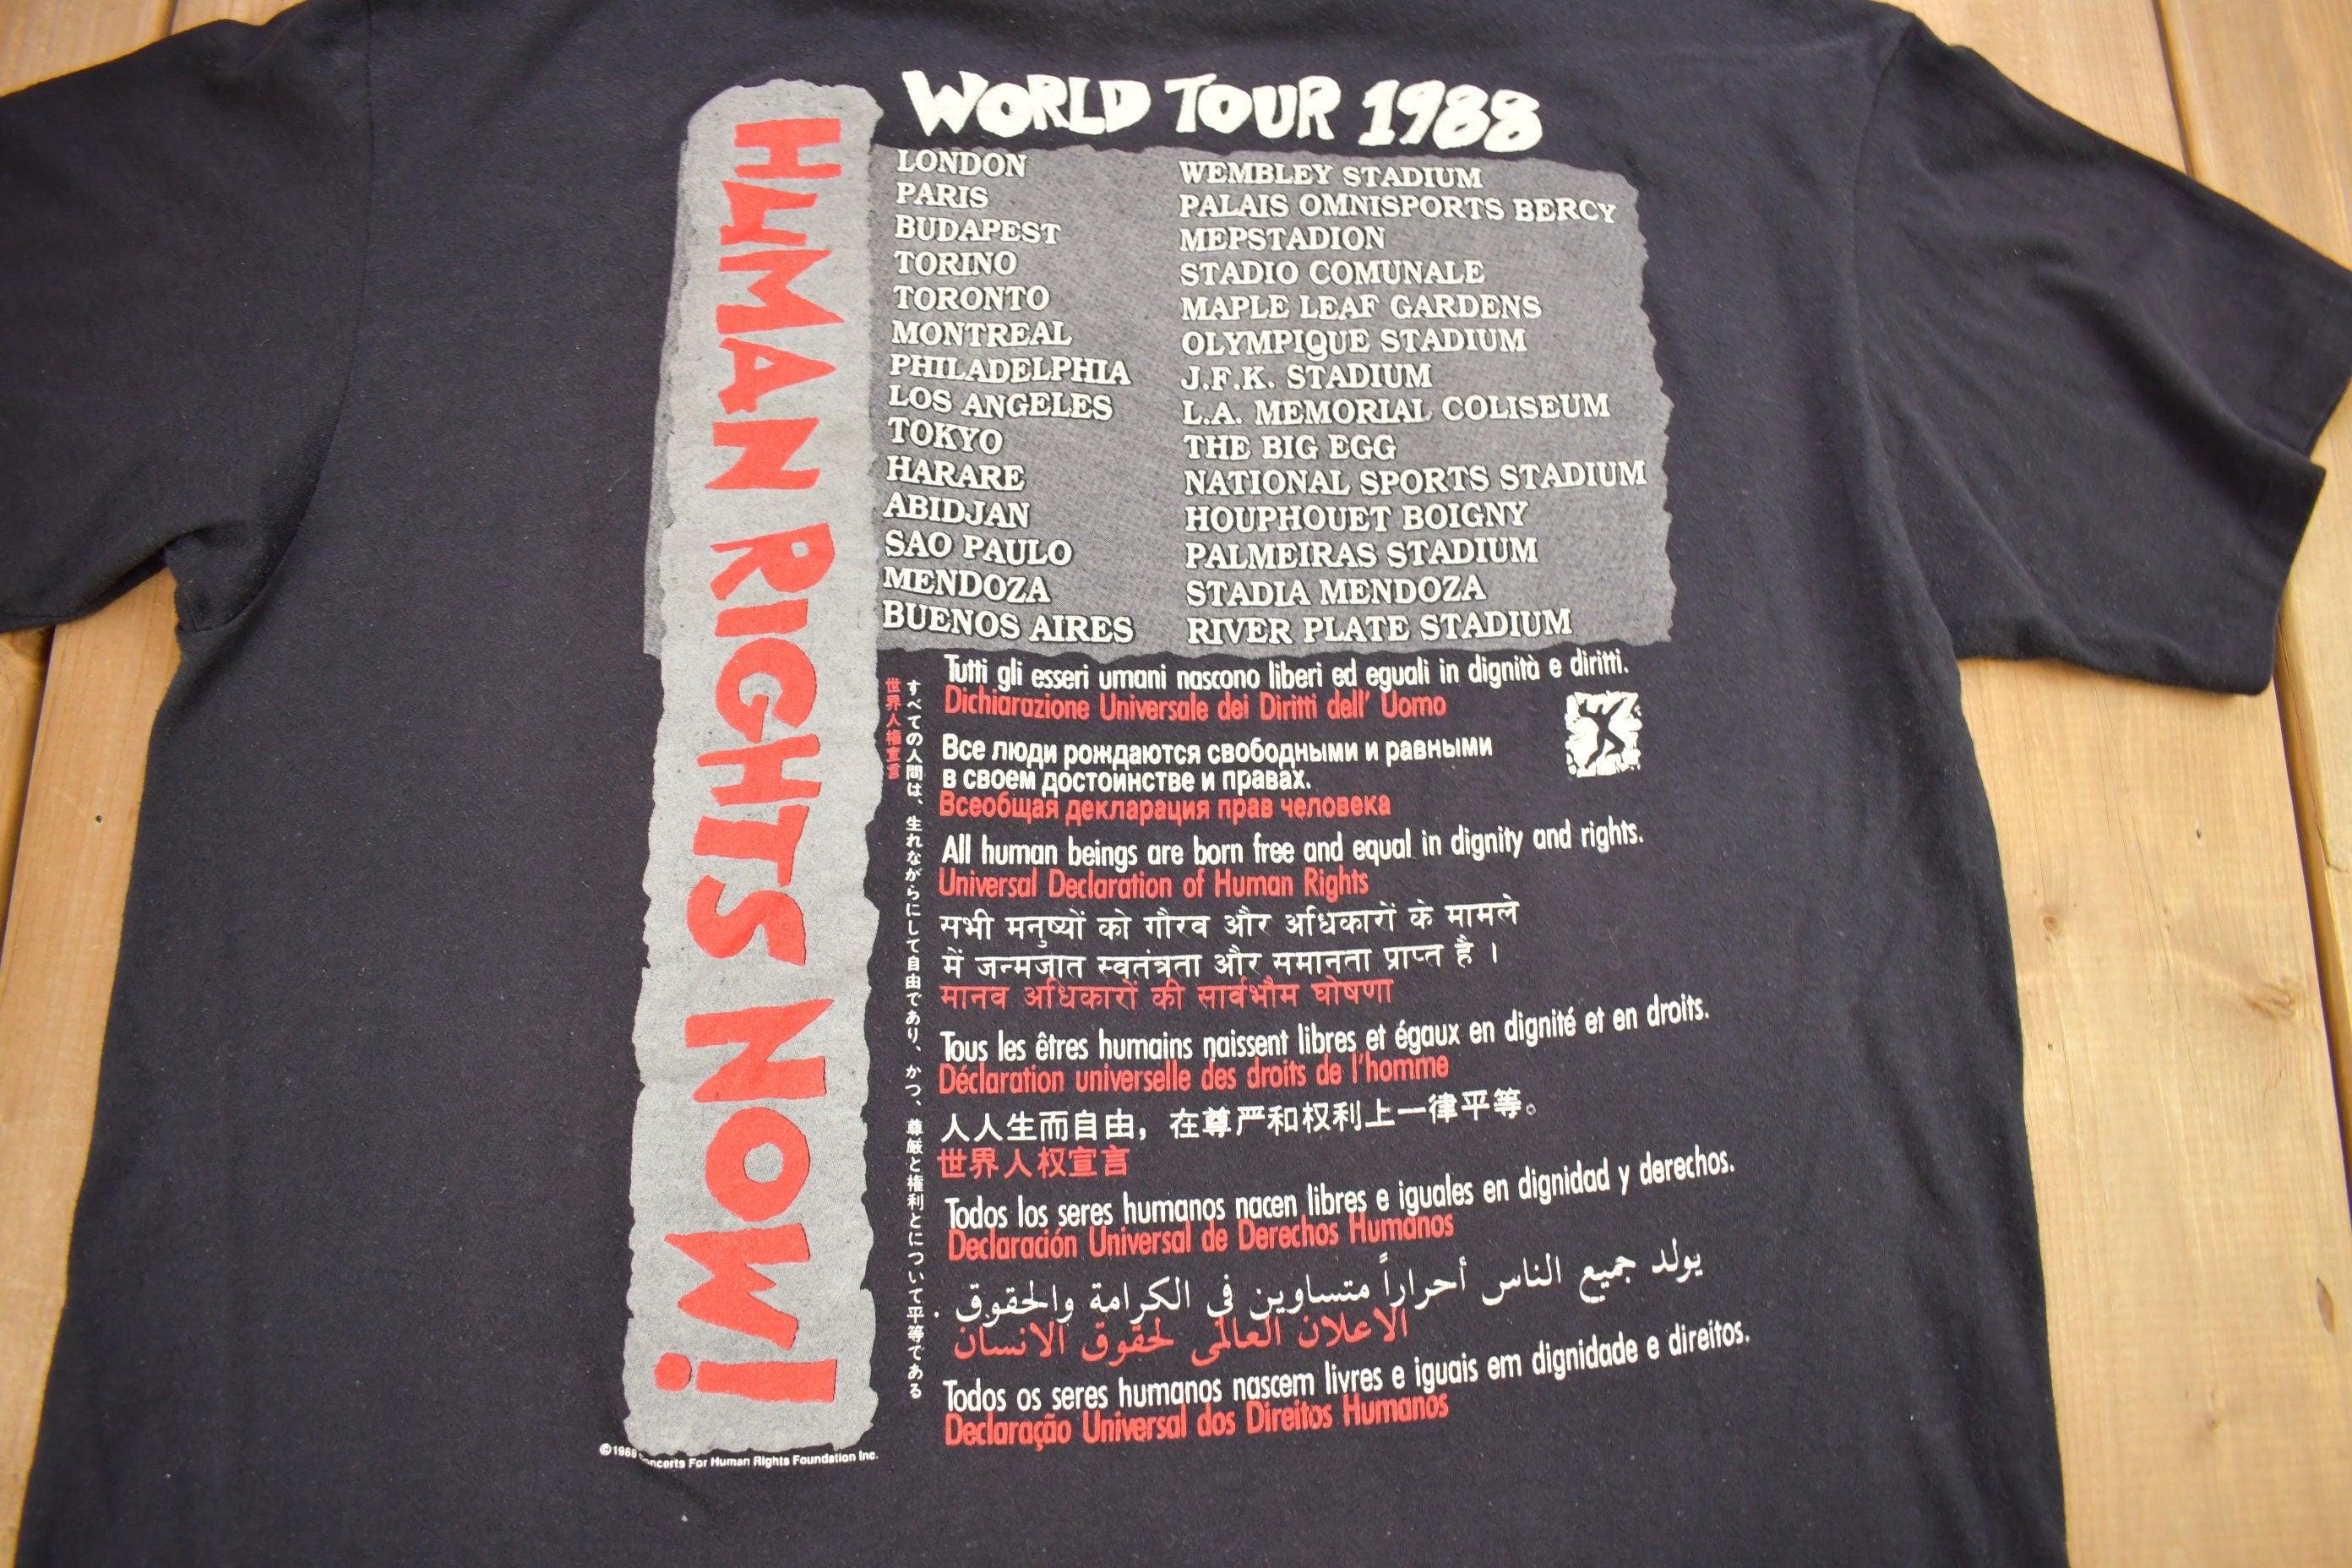 WORLD TOUR 1988
HUMAN RIGHTS NOW!
LONDON WEMBLEY STADIUM
PARIS PALAIS OMNISPORTS BERCY
BUDAPEST MEPSTADION
TORINO STADIO COMUNALE
TORONTO MAPLE LEAF GARDENS
MONTREAL OLYMPIQUE STADIUM
PHILADELPHIA J.F.K. STADIUM
LOS ANGELES L.A. MEMORIAL COLISEUM
TOKYO THE BIG EGG
HARARE NATIONAL SPORTS STADIUM
ABIDJAN HOUPHOUET BOIGNY
SAO PAULO PALMEIRAS STADIUM
MENDOZA STADIA MENDOZA
BUENOS AIRES RIVER PLATE STADIUM
すべての人間は、生れながらにして自由であり、かつ、尊厳と権利とについて平等である
世界人権宣言
Tutti gli esseri umani nascono liberi ed eguali in dignità e diritti.
Dichiarazione Universale dei Diritti dell' Uomo
Все люди рождаются свободными и равными
в своем достоинстве и правах.
Всеобщая декларация прав человека
All human beings are born free and equal in dignity and rights.
Universal Declaration of Human Rights
सभी मनुष्यों को गौरव और अधिकारों के मामले
में जन्मजात स्वतंत्रता और समानता प्राप्त है ।
मानव अधिकारों की सार्वभौम घोषणा
Tous les êtres humains naissent libres et égaux en dignité et en droits.
Déclaration universelle des droits de l'homme
人人生而自由，在尊严和权利上一律平等。
世界人权宣言
Todos los seres humanos nacen libres e iguales en dignidad y derechos.
Declaración Universal de Derechos Humanos
يولد جميع الناس أحراراً متساوين في الكرامة والحقوق .
الاعلان العالمى لحقوق الانسان
Todos os seres humanos nascem livres e iguais em dignidade e direitos.
Declaração Universal dos Direitos Humanos
©1988 Concerts For Human Rights Foundation Inc.